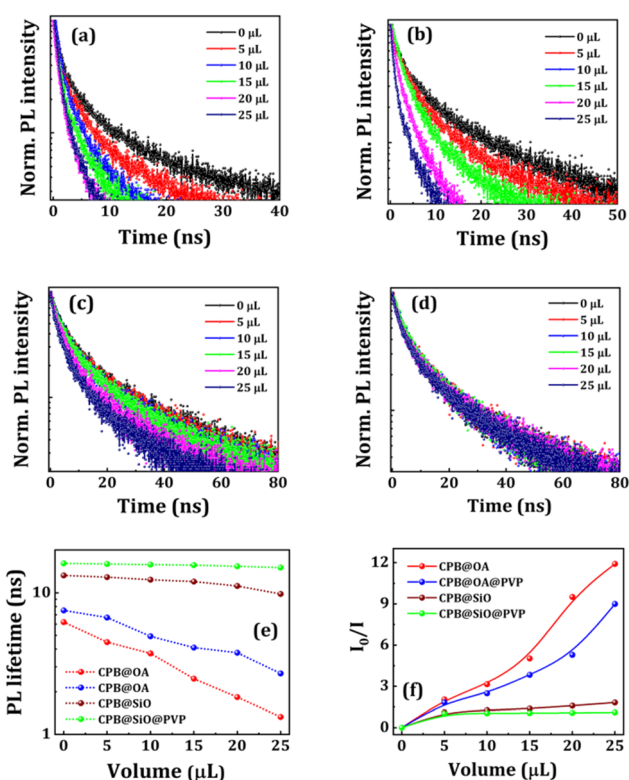 (a)
0 μL
5 μL
10 μL
15 μL
20 μL
25 μL
Norm. PL intensity
0 10 20 30 40
Time (ns)
(b)
0 μL
5 μL
10 μL
15 μL
20 μL
25 μL
Norm. PL intensity
0 10 20 30 40 50
Time (ns)
(c)
0 μL
5 μL
10 μL
15 μL
20 μL
25 μL
Norm. PL intensity
0 20 40 60 80
Time (ns)
(d)
0 μL
5 μL
10 μL
15 μL
20 μL
25 μL
Norm. PL intensity
0 20 40 60 80
Time (ns)
PL lifetime (ns)
10
1
(e)
CPB@OA
CPB@OA
CPB@SiO
CPB@SiO@PVP
0 5 10 15 20 25
Volume (μL)
I₀/I
12
9
6
3
0
CPB@OA
CPB@OA@PVP
CPB@SiO
CPB@SiO@PVP
(f)
0 5 10 15 20 25
Volume (μL)